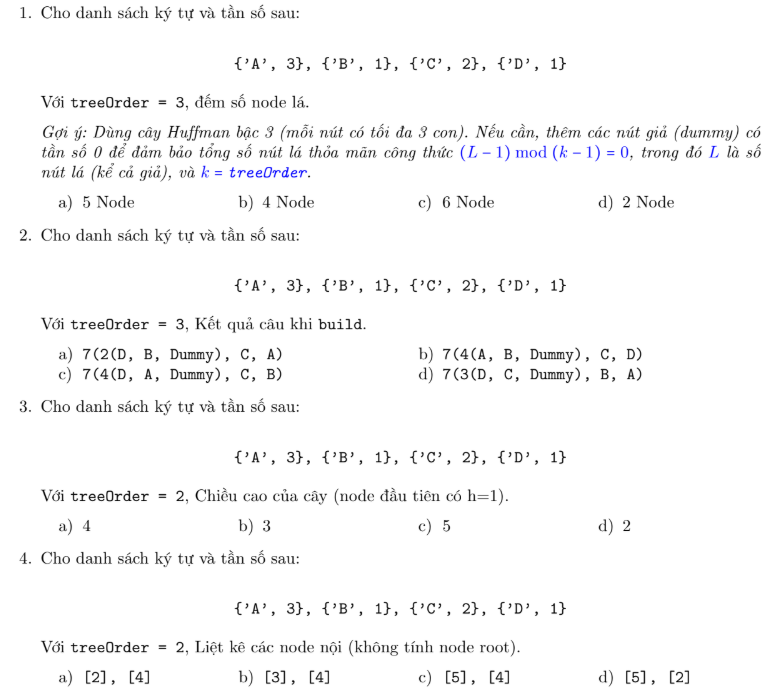 1. Cho danh sách ký tự và tần số sau:
{'A', 3}, {'B', 1}, {'C', 2}, {'D', 1}
Với treeOrder = 3, đếm số node lá.
Gợi ý: Dùng cây Huffman bậc 3 (mỗi nút có tối đa 3 con). Nếu cần, thêm các nút giả (dummy) có
tần số 0 để đảm bảo tổng số nút lá thỏa mãn công thức (L − 1) mod (k − 1) = 0, trong đó L là số
nút lá (kể cả giả), và k = treeOrder.
a) 5 Node b) 4 Node c) 6 Node d) 2 Node
2. Cho danh sách ký tự và tần số sau:
{'A', 3}, {'B', 1}, {'C', 2}, {'D', 1}
Với treeOrder = 3, Kết quả câu khi build.
a) 7(2(D, B, Dummy), C, A) b) 7(4(A, B, Dummy), C, D)
c) 7(4(D, A, Dummy), C, B) d) 7(3(D, C, Dummy), B, A)
3. Cho danh sách ký tự và tần số sau:
{'A', 3}, {'B', 1}, {'C', 2}, {'D', 1}
Với treeOrder = 2, Chiều cao của cây (node đầu tiên có h=1).
a) 4 b) 3 c) 5 d) 2
4. Cho danh sách ký tự và tần số sau:
{'A', 3}, {'B', 1}, {'C', 2}, {'D', 1}
Với treeOrder = 2, Liệt kê các node nội (không tính node root).
a) [2], [4] b) [3], [4] c) [5], [4] d) [5], [2]